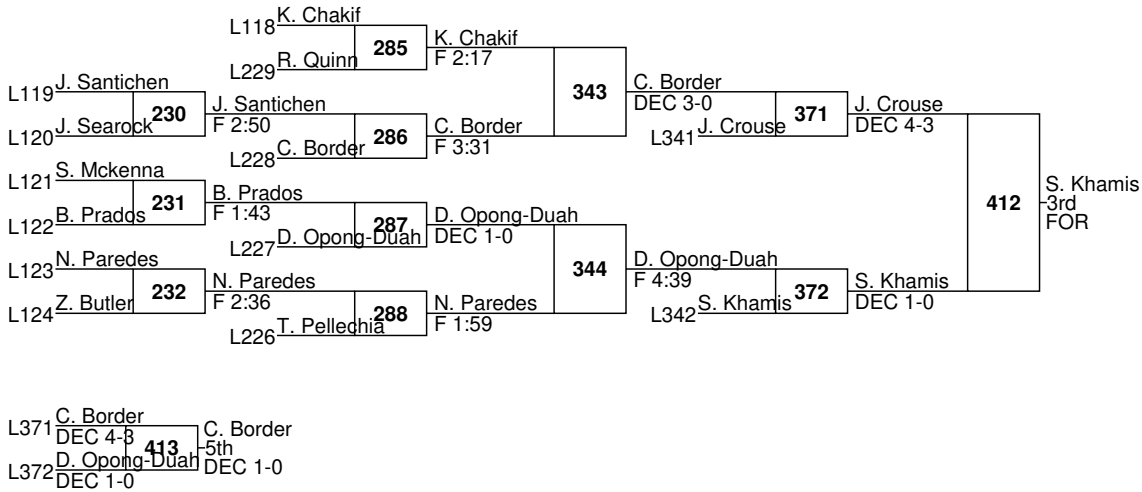 L118 K. Chakif
285
K. Chakif
F 2:17
L229 R. Quinn
343
C. Border
DEC 3-0
L119 J. Santichen
230
J. Santichen
F 2:50
L120 J. Searock
286
C. Border
F 3:31
L228 C. Border
371
J. Crouse
DEC 4-3
L341 J. Crouse
L121 S. Mckenna
231
B. Prados
F 1:43
L122 B. Prados
287
D. Opong-Duah
DEC 1-0
L227 D. Opong-Duah
412
S. Khamis
3rd
FOR
L123 N. Paredes
232
N. Paredes
F 2:36
L124 Z. Butler
344
D. Opong-Duah
F 4:39
288
N. Paredes
F 1:59
L226 T. Pellechia
372
S. Khamis
DEC 1-0
L342 S. Khamis
L371 C. Border
DEC 4-3
413
C. Border
5th
DEC 1-0
L372 D. Opong-Duah
DEC 1-0